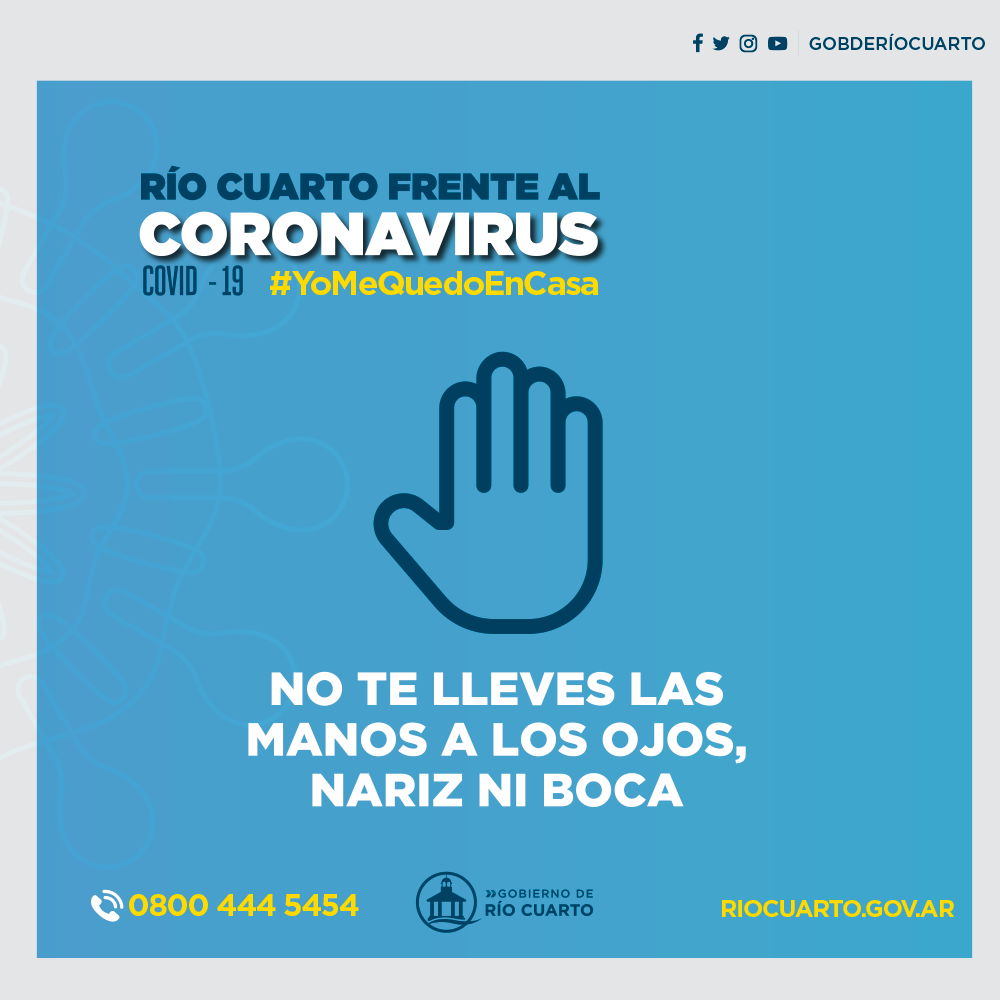 GOBDERÍOCUARTO
RÍO CUARTO FRENTE AL
CORONAVIRUS
COVID - 19 #YoMeQuedoEnCasa
NO TE LLEVES LAS
MANOS A LOS OJOS,
NARIZ NI BOCA
0800 444 5454
»GOBIERNO DE
RÍO CUARTO
RIOCUARTO.GOV.AR